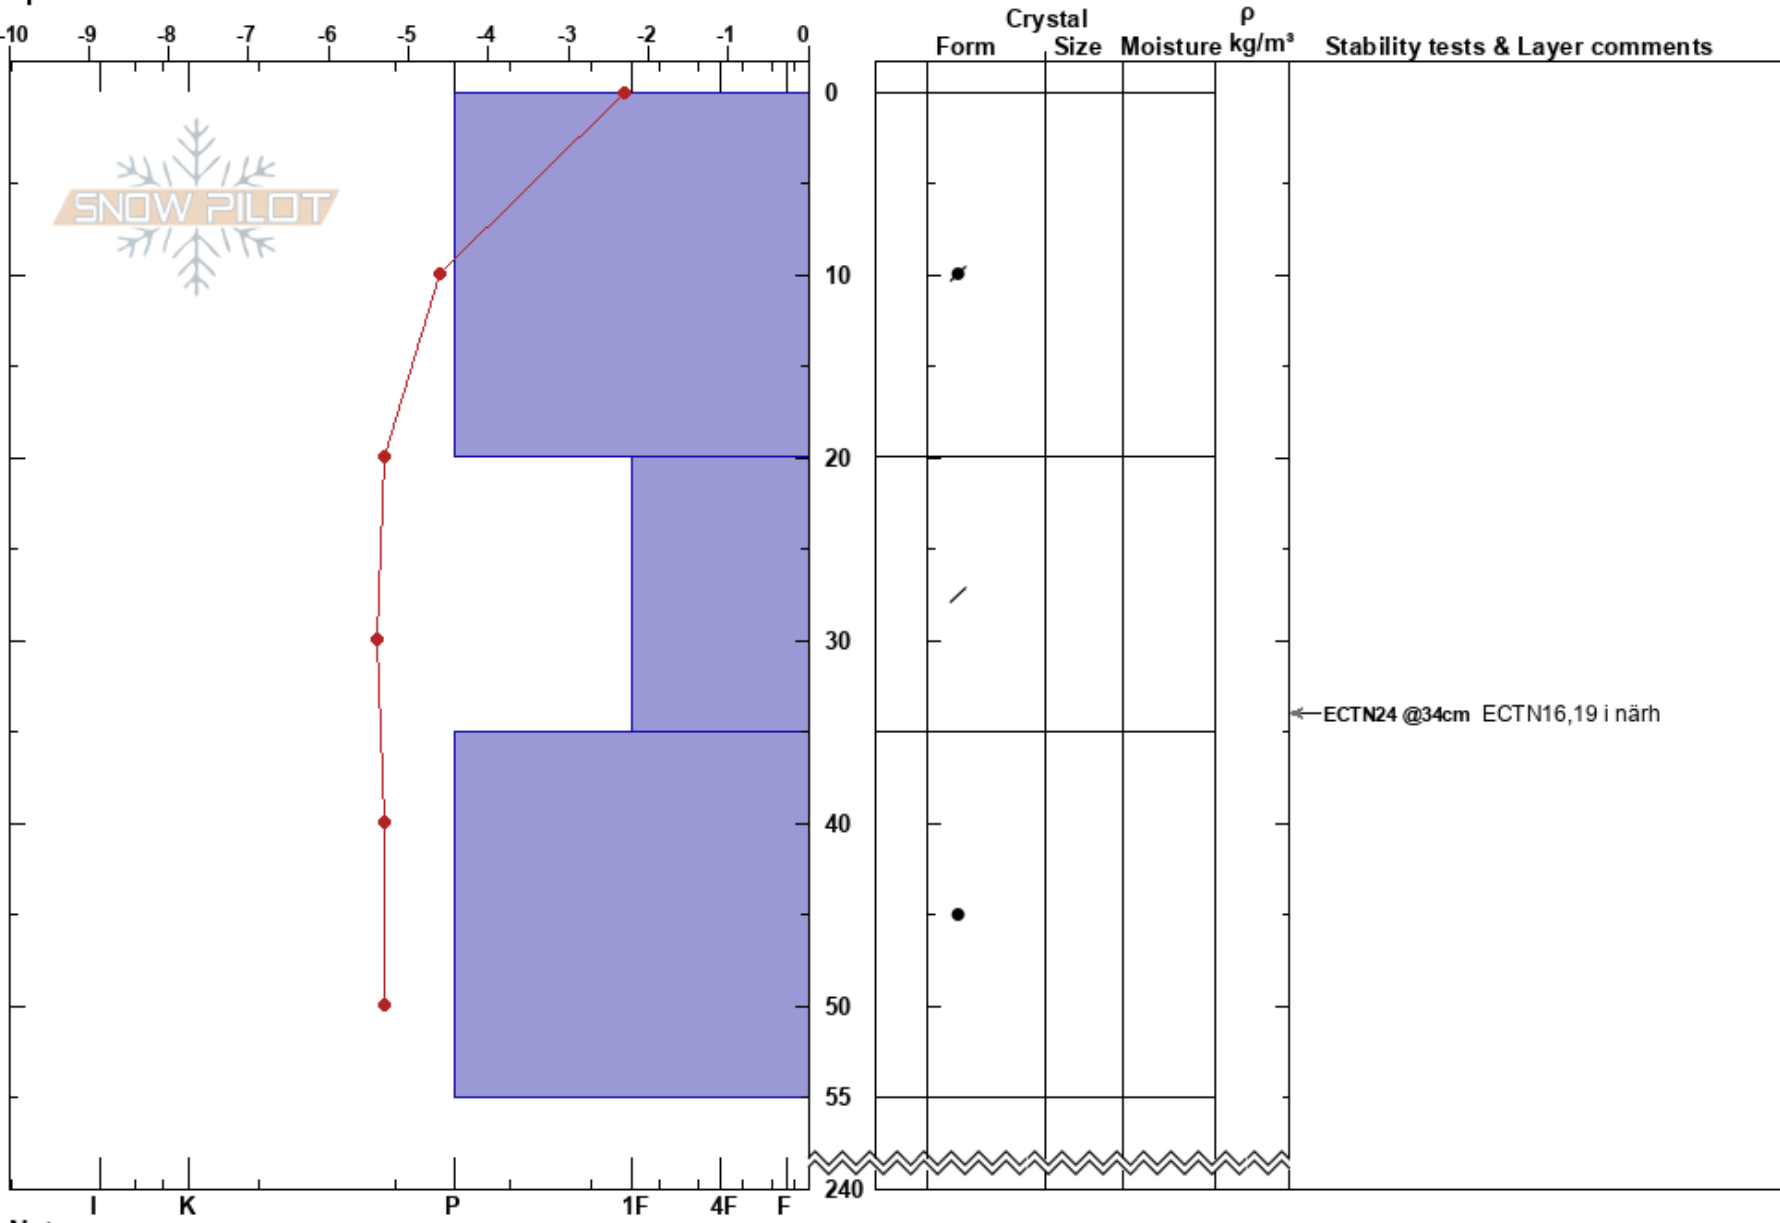 -10 -9 -8 -7 -6 -5 -4 -3 -2 -1 0
Crystal
ρ
Form Size Moisture kg/m³ Stability tests & Layer comments
SNOW PILOT
0
10
20
30
ECTN24 @34cm ECTN16,19 i närh
40
50
55
240
I K P 1F 4F F